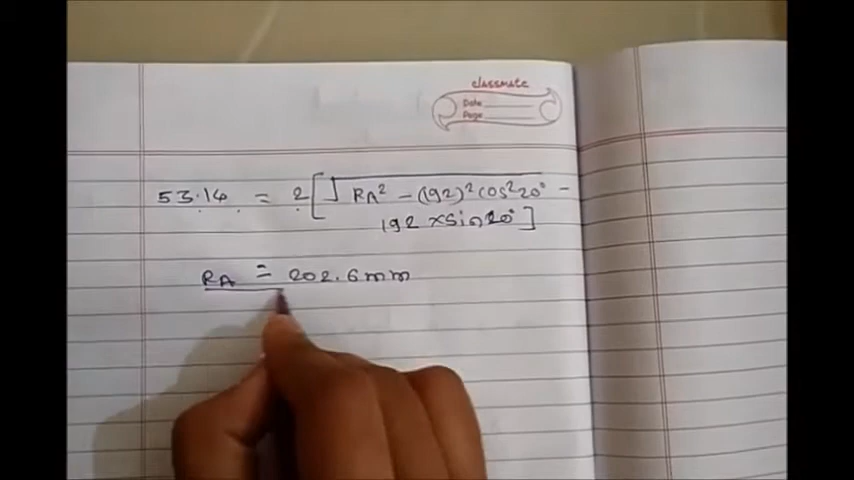 classmate
Date
Page
53.14 = 2[√RA² - (192)²cos²20° -
192 × sin20°]
RA = 202.6mm